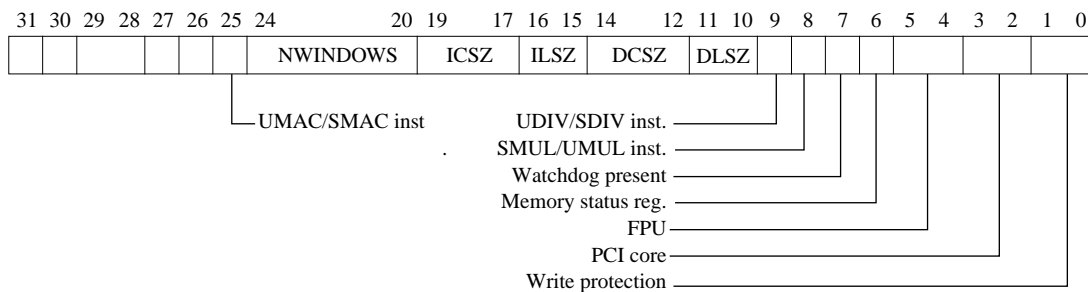 31 30 29 28 27 26 25 24 20 19 17 16 15 14 12 11 10 9 8 7 6 5 4 3 2 1 0
NWINDOWS ICSZ ILSZ DCSZ DLSZ
UMAC/SMAC inst UDIV/SDIV inst.
. SMUL/UMUL inst.
Watchdog present
Memory status reg.
FPU
PCI core
Write protection